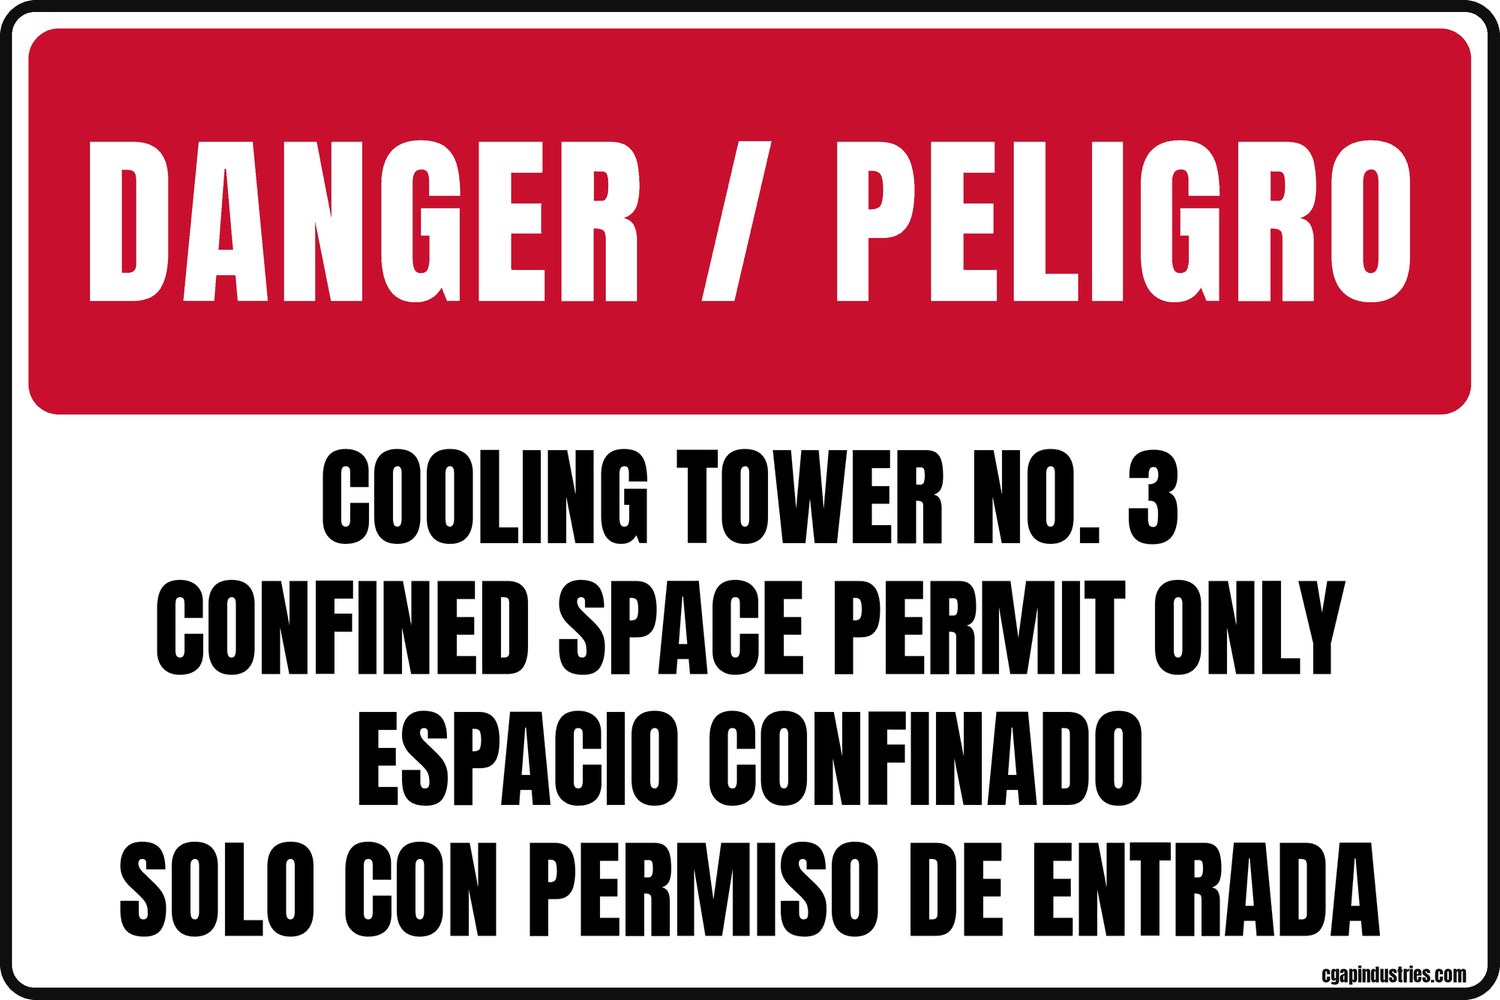 DANGER / PELIGRO
COOLING TOWER NO. 3
CONFINED SPACE PERMIT ONLY
ESPACIO CONFINADO
SOLO CON PERMISO DE ENTRADA
cgapindustries.com